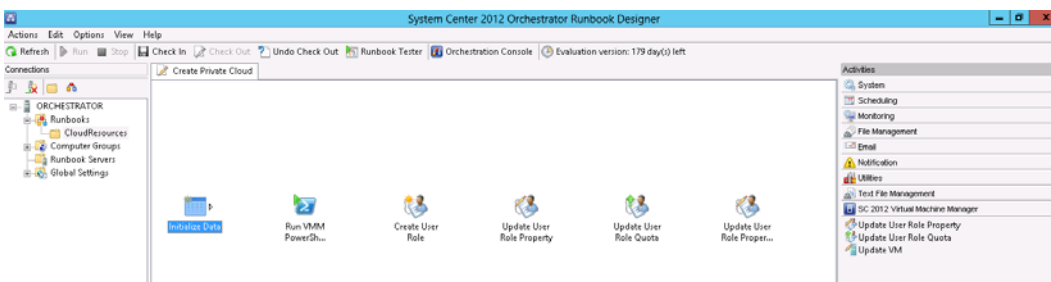 System Center 2012 Orchestrator Runbook Designer
Actions Edit Options View Help
Refresh Run Stop Check In Check Out Undo Check Out Runbook Tester Orchestration Console Evaluation version: 179 day(s) left
Connections
ORCHESTRATOR
Runbooks
CloudResources
Computer Groups
Runbook Servers
Global Settings
Create Private Cloud
Initialize Data
Run VMM
PowerSh...
Create User
Role
Update User
Role Property
Update User
Role Quota
Update User
Role Proper...
Activities
System
Scheduling
Monitoring
File Management
Email
Notification
Utilities
Text File Management
SC 2012 Virtual Machine Manager
Update User Role Property
Update User Role Quota
Update VM